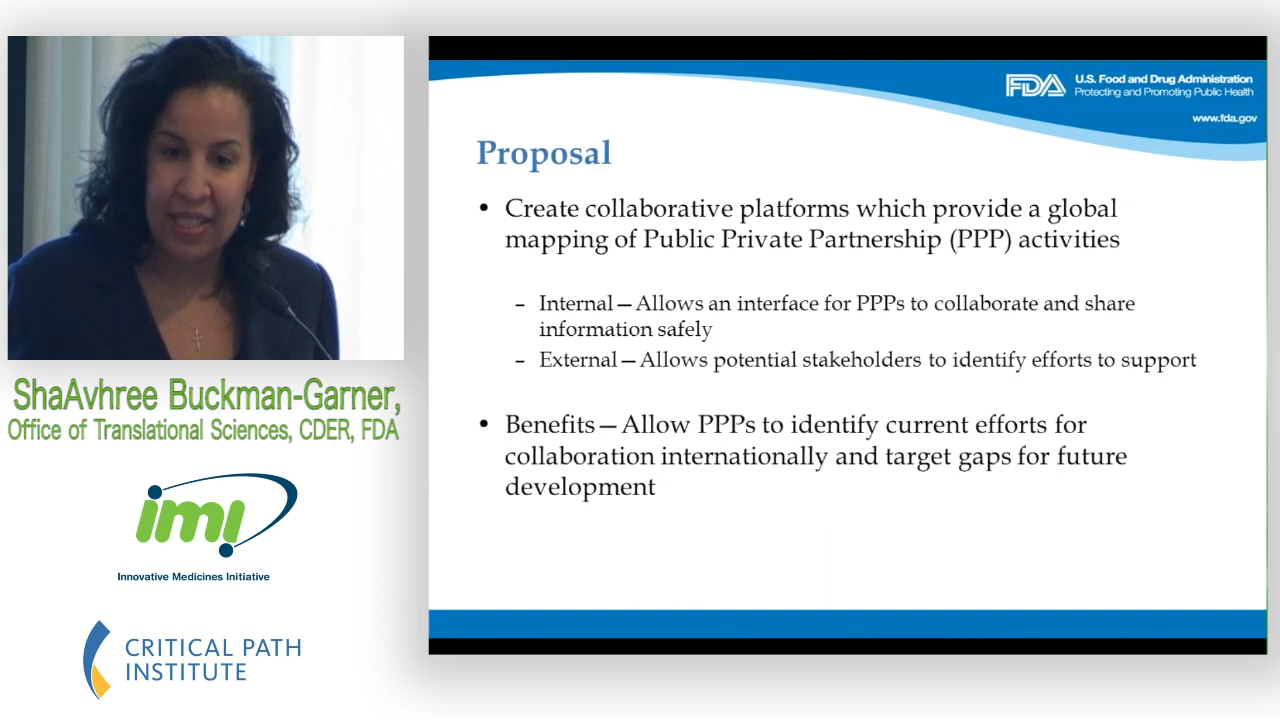 FDA U.S. Food and Drug Administration
Protecting and Promoting Public Health
www.fda.gov
Proposal
• Create collaborative platforms which provide a global
mapping of Public Private Partnership (PPP) activities
– Internal—Allows an interface for PPPs to collaborate and share
information safely
– External—Allows potential stakeholders to identify efforts to support
• Benefits—Allow PPPs to identify current efforts for
collaboration internationally and target gaps for future
development
ShaAvhree Buckman-Garner,
Office of Translational Sciences, CDER, FDA
imi
Innovative Medicines Initiative
CRITICAL PATH
INSTITUTE